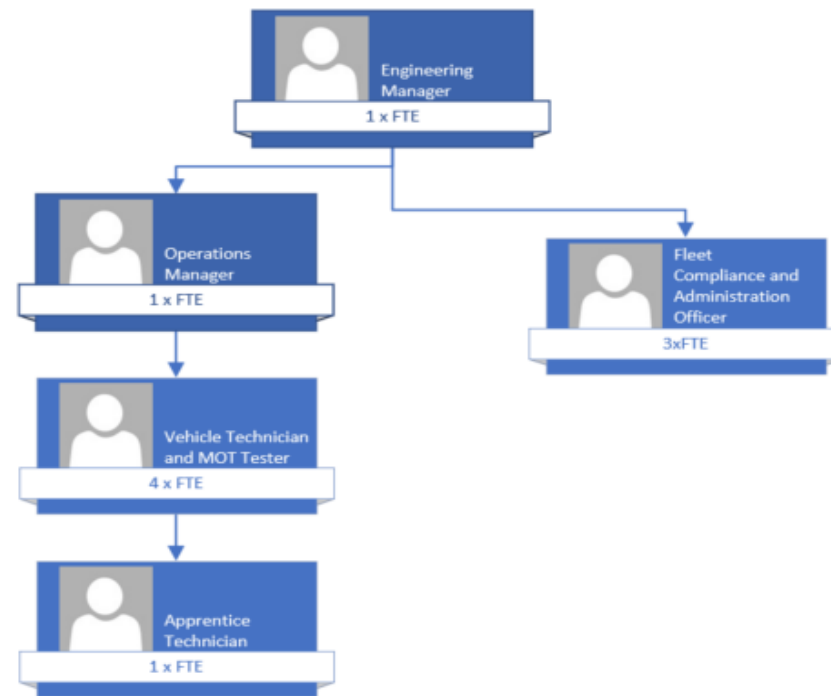 Engineering
Manager
1 x FTE
Operations
Manager
1 x FTE
Fleet
Compliance and
Administration
Officer
3xFTE
Vehicle Technician
and MOT Tester
4 x FTE
Apprentice
Technician
1 x FTE